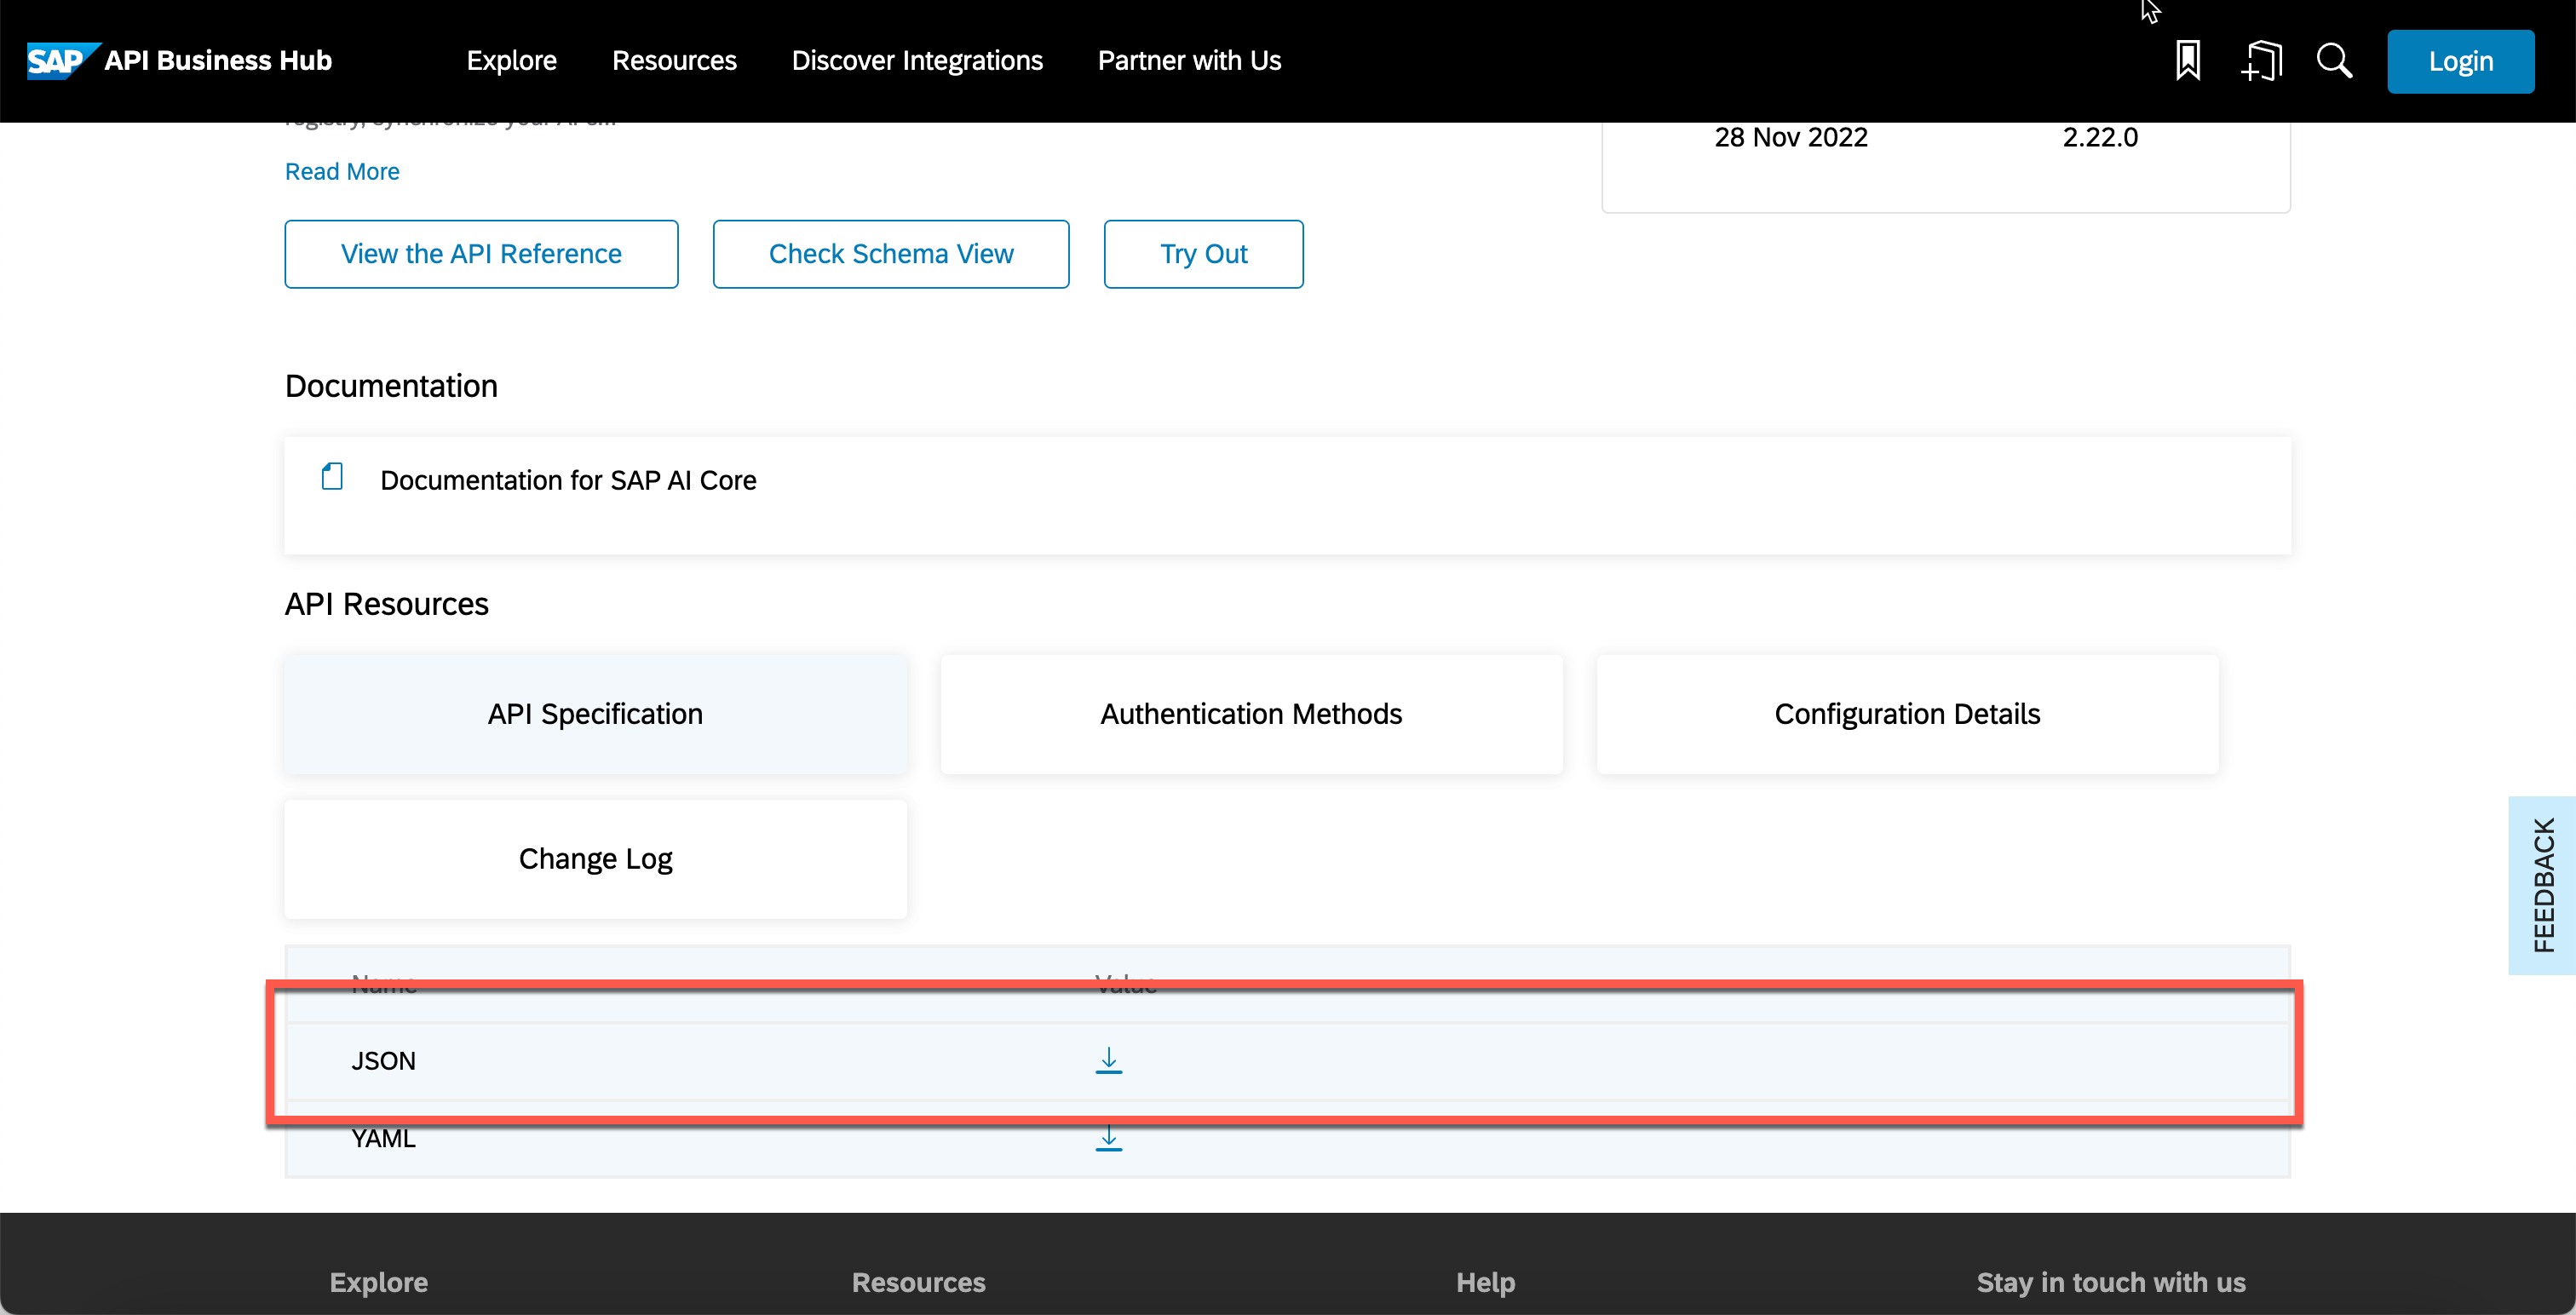 SAP API Business Hub Explore Resources Discover Integrations Partner with Us Login
28 Nov 2022 2.22.0
Read More
View the API Reference Check Schema View Try Out
Documentation
Documentation for SAP AI Core
API Resources
API Specification Authentication Methods Configuration Details
Change Log
FEEDBACK
Name Value
JSON
YAML
Explore Resources Help Stay in touch with us